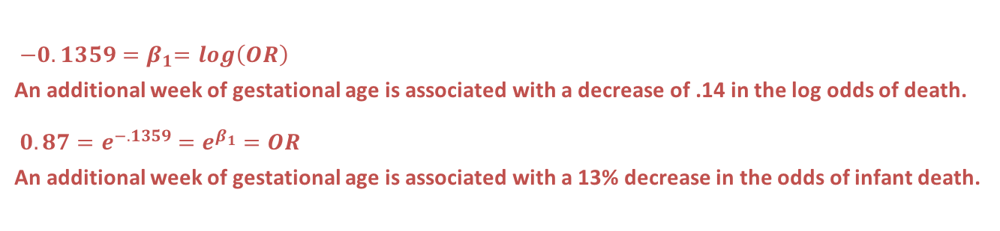 −0.1359 = β₁= log(OR)
An additional week of gestational age is associated with a decrease of .14 in the log odds of death.
0.87 = e^−.1359 = e^β₁ = OR
An additional week of gestational age is associated with a 13% decrease in the odds of infant death.